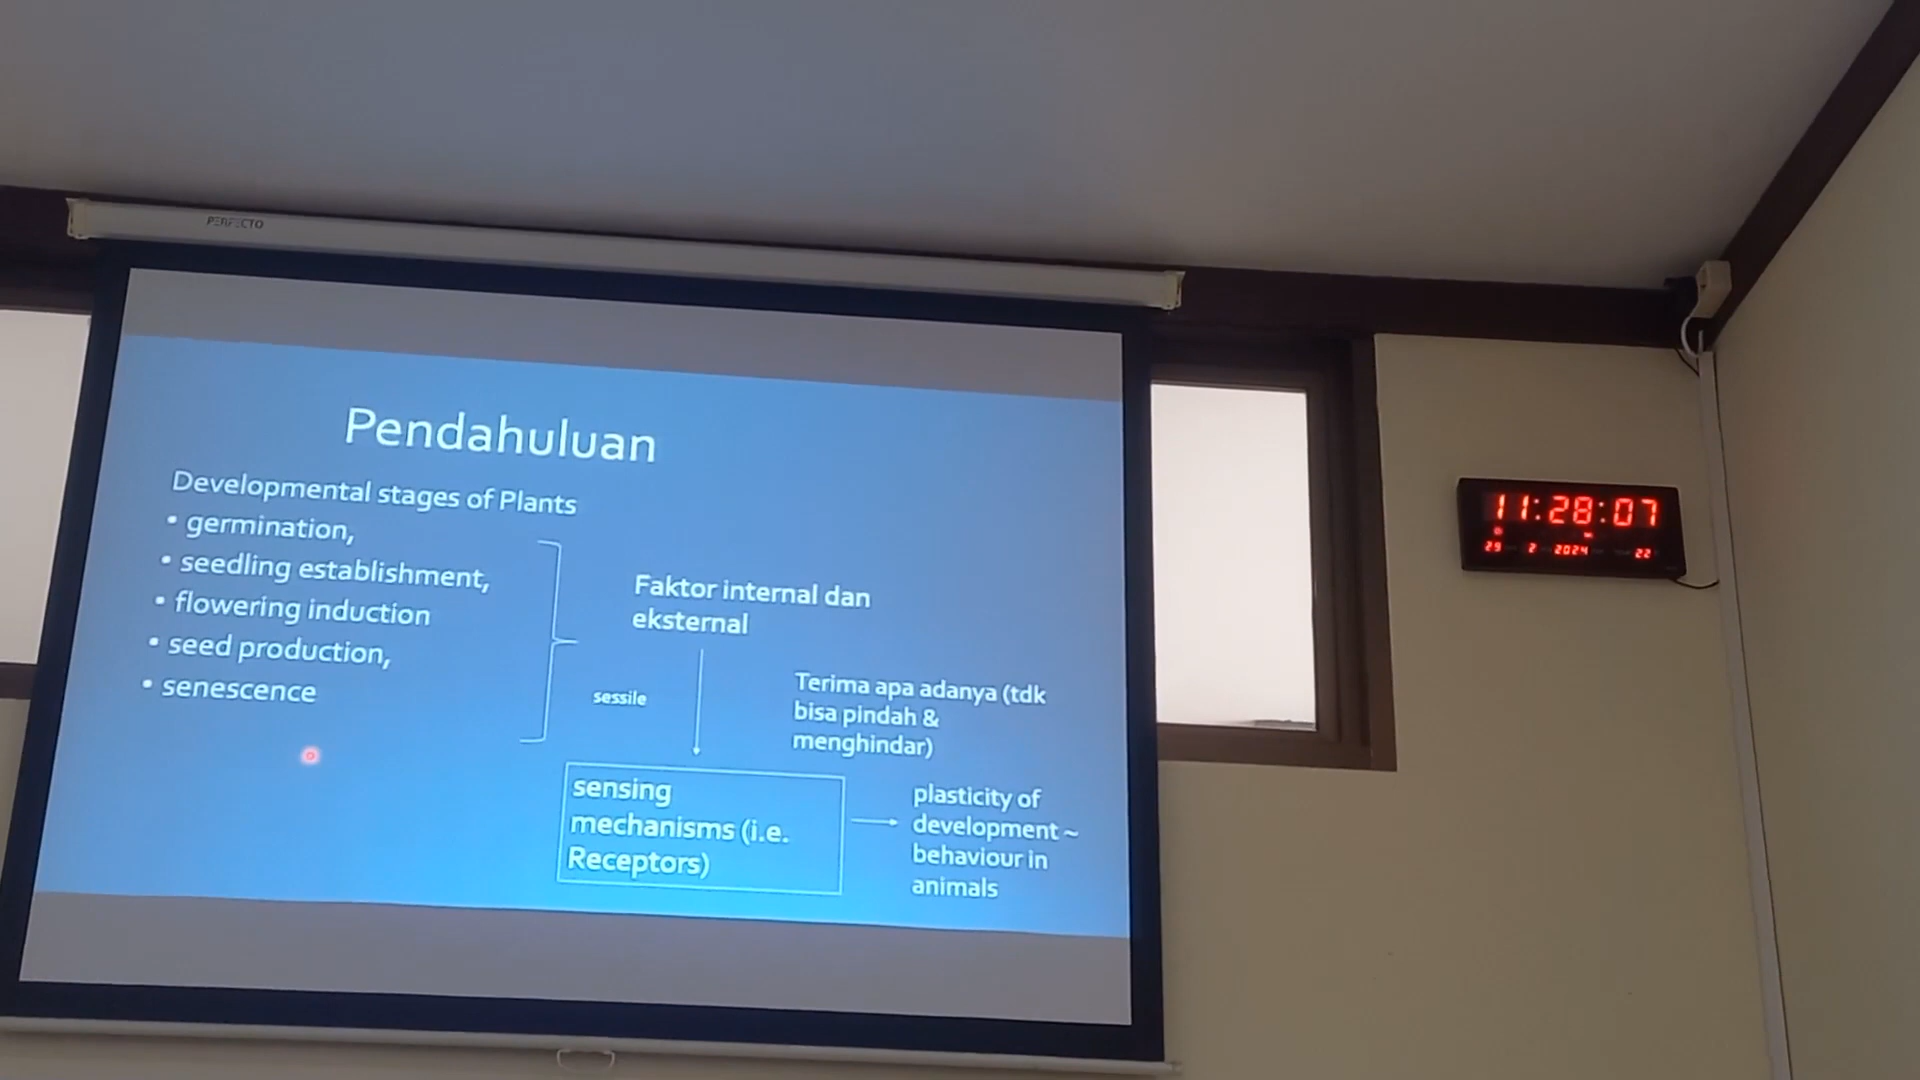 PERFECTO
Pendahuluan
Developmental stages of Plants
• germination,
• seedling establishment,
• flowering induction
• seed production,
• senescence
Faktor internal dan
eksternal
sessile
Terima apa adanya (tdk
bisa pindah &
menghindar)
sensing
mechanisms (i.e.
Receptors)
plasticity of
development ~
behaviour in
animals
11:28:07
29 2 2024 22